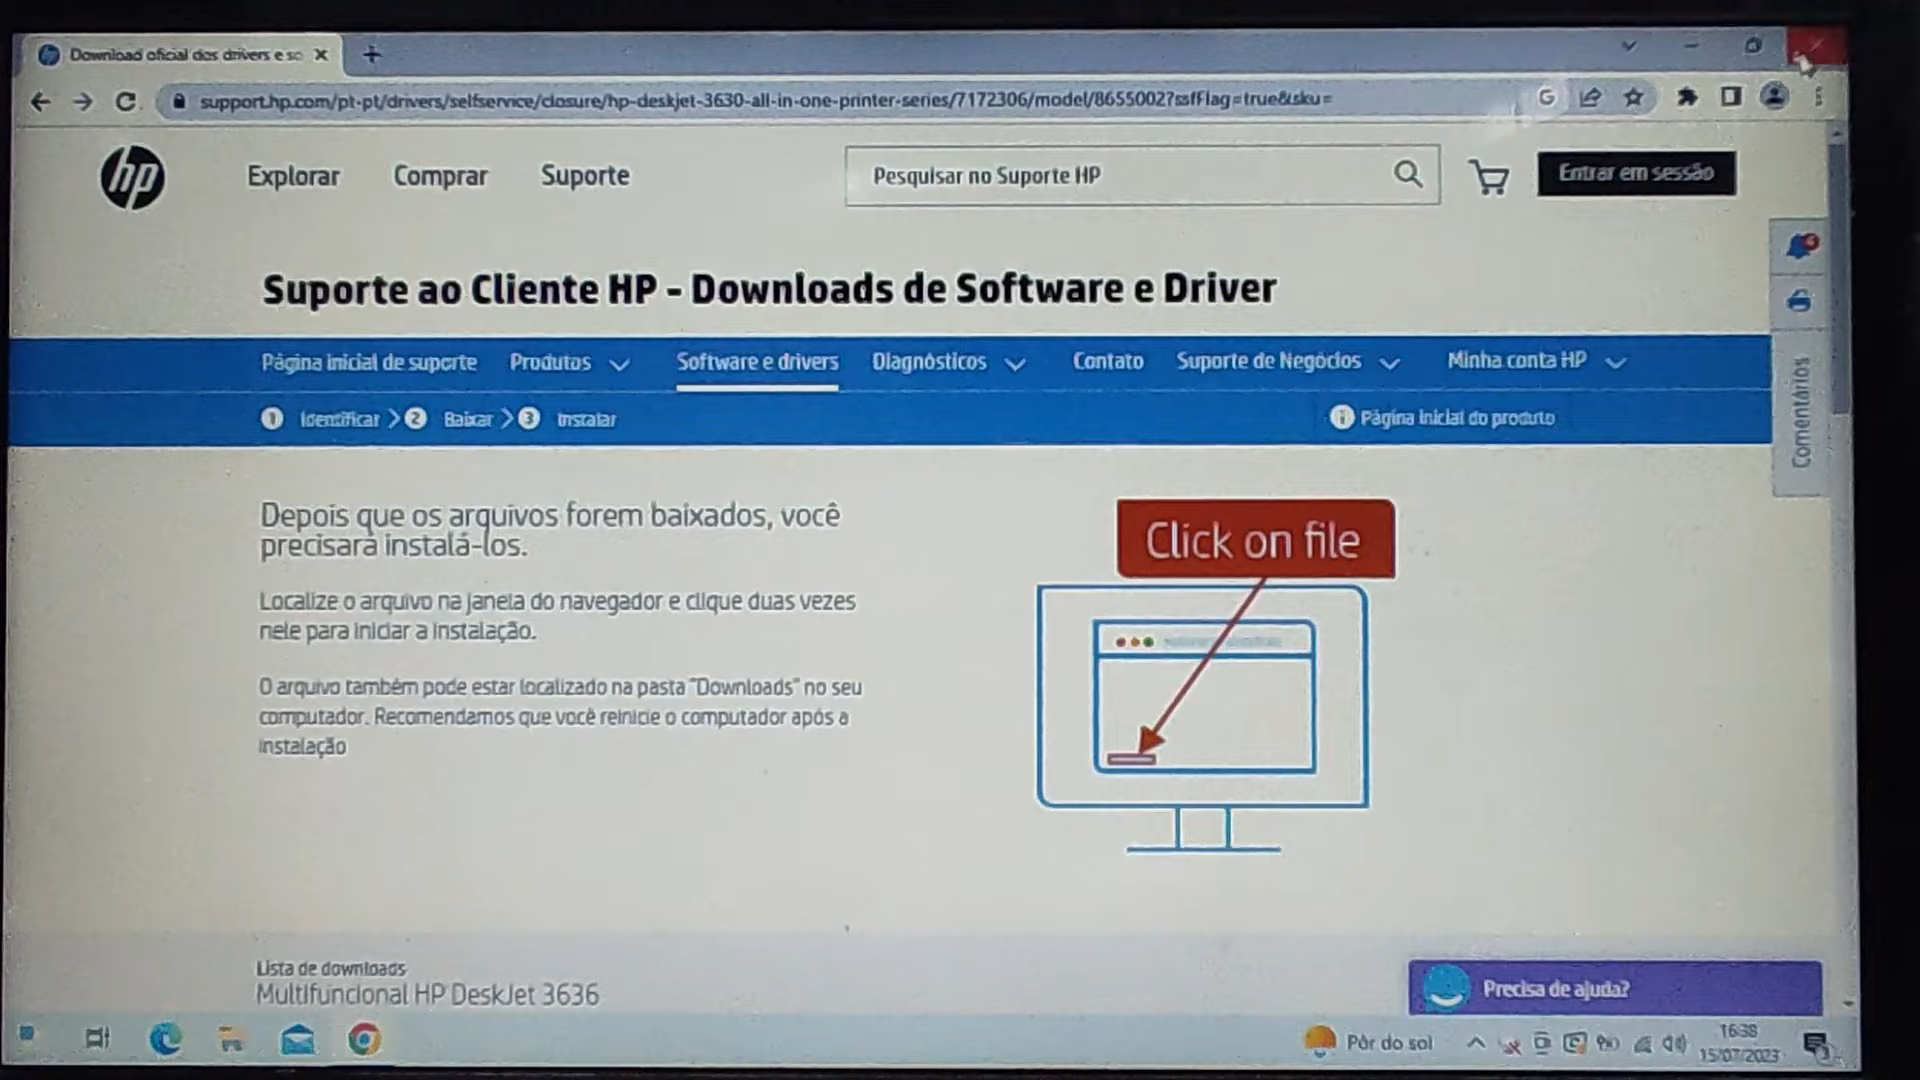 Download oficial dos drivers e so
support.hp.com/pt-pt/drivers/selfservice/closure/hp-deskjet-3630-all-in-one-printer-series/7172306/model/8655002?ssfFlag=true&sku=
hp Explorar Comprar Suporte Pesquisar no Suporte HP Entrar em sessão
Suporte ao Cliente HP - Downloads de Software e Driver
Página inicial de suporte Produtos Software e drivers Diagnósticos Contato Suporte de Negócios Minha conta HP
1 Identificar 2 Baixar 3 Instalar Página inicial do produto
Comentários
Depois que os arquivos forem baixados, você
precisará instalá-los.
Click on file
Localize o arquivo na janela do navegador e clique duas vezes
nele para iniciar a instalação.
O arquivo também pode estar localizado na pasta "Downloads" no seu
computador. Recomendamos que você reinicie o computador após a
instalação
Lista de downloads
Multifuncional HP DeskJet 3636
Precisa de ajuda?
Pôr do sol
16:38
15/07/2023